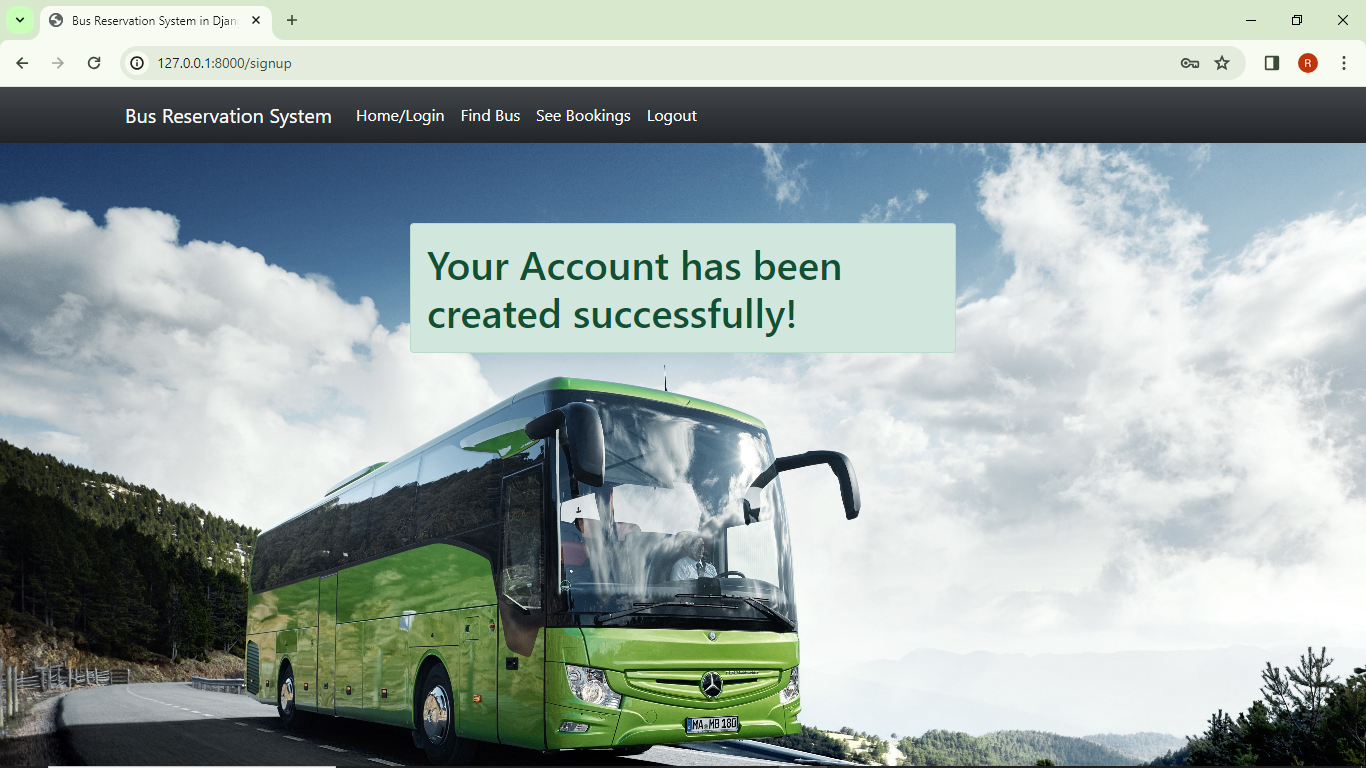 Bus Reservation System in Djan
127.0.0.1:8000/signup
R
Bus Reservation System Home/Login Find Bus See Bookings Logout
Your Account has been
created successfully!
MA MB 180